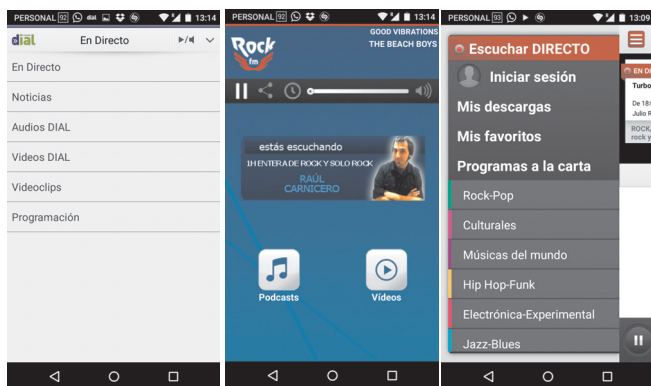 PERSONAL 92 dial 13:14
dial En Directo
En Directo
Noticias
Audios DIAL
Videos DIAL
Videoclips
Programación
PERSONAL 92 13:14
GOOD VIBRATIONS
THE BEACH BOYS
Rock
fm
estás escuchando
1H ENTERA DE ROCK Y SOLO ROCK
RAÚL
CARNICERO
Podcasts
Vídeos
PERSONAL 93 13:09
Escuchar DIRECTO
Iniciar sesión
Mis descargas
Mis favoritos
Programas a la carta
Rock-Pop
Culturales
Músicas del mundo
Hip Hop-Funk
Electrónica-Experimental
Jazz-Blues
EN DI
Turbo
De 18:
Julio R
ROCK/
rock y